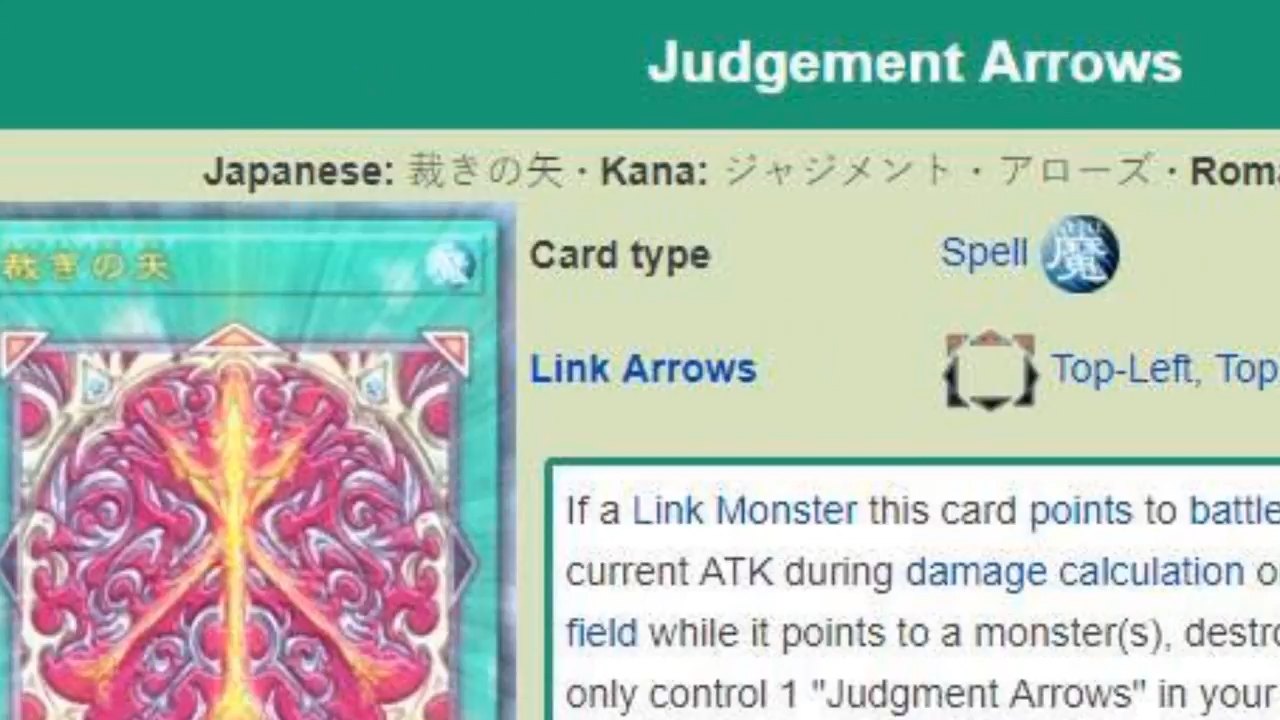 Judgement Arrows
Japanese: 裁きの矢 · Kana: ジャジメント・アローズ · Roma
裁きの矢
Card type Spell 魔
Link Arrows Top-Left, Top
If a Link Monster this card points to battle
current ATK during damage calculation o
field while it points to a monster(s), destro
only control 1 "Judgment Arrows" in your